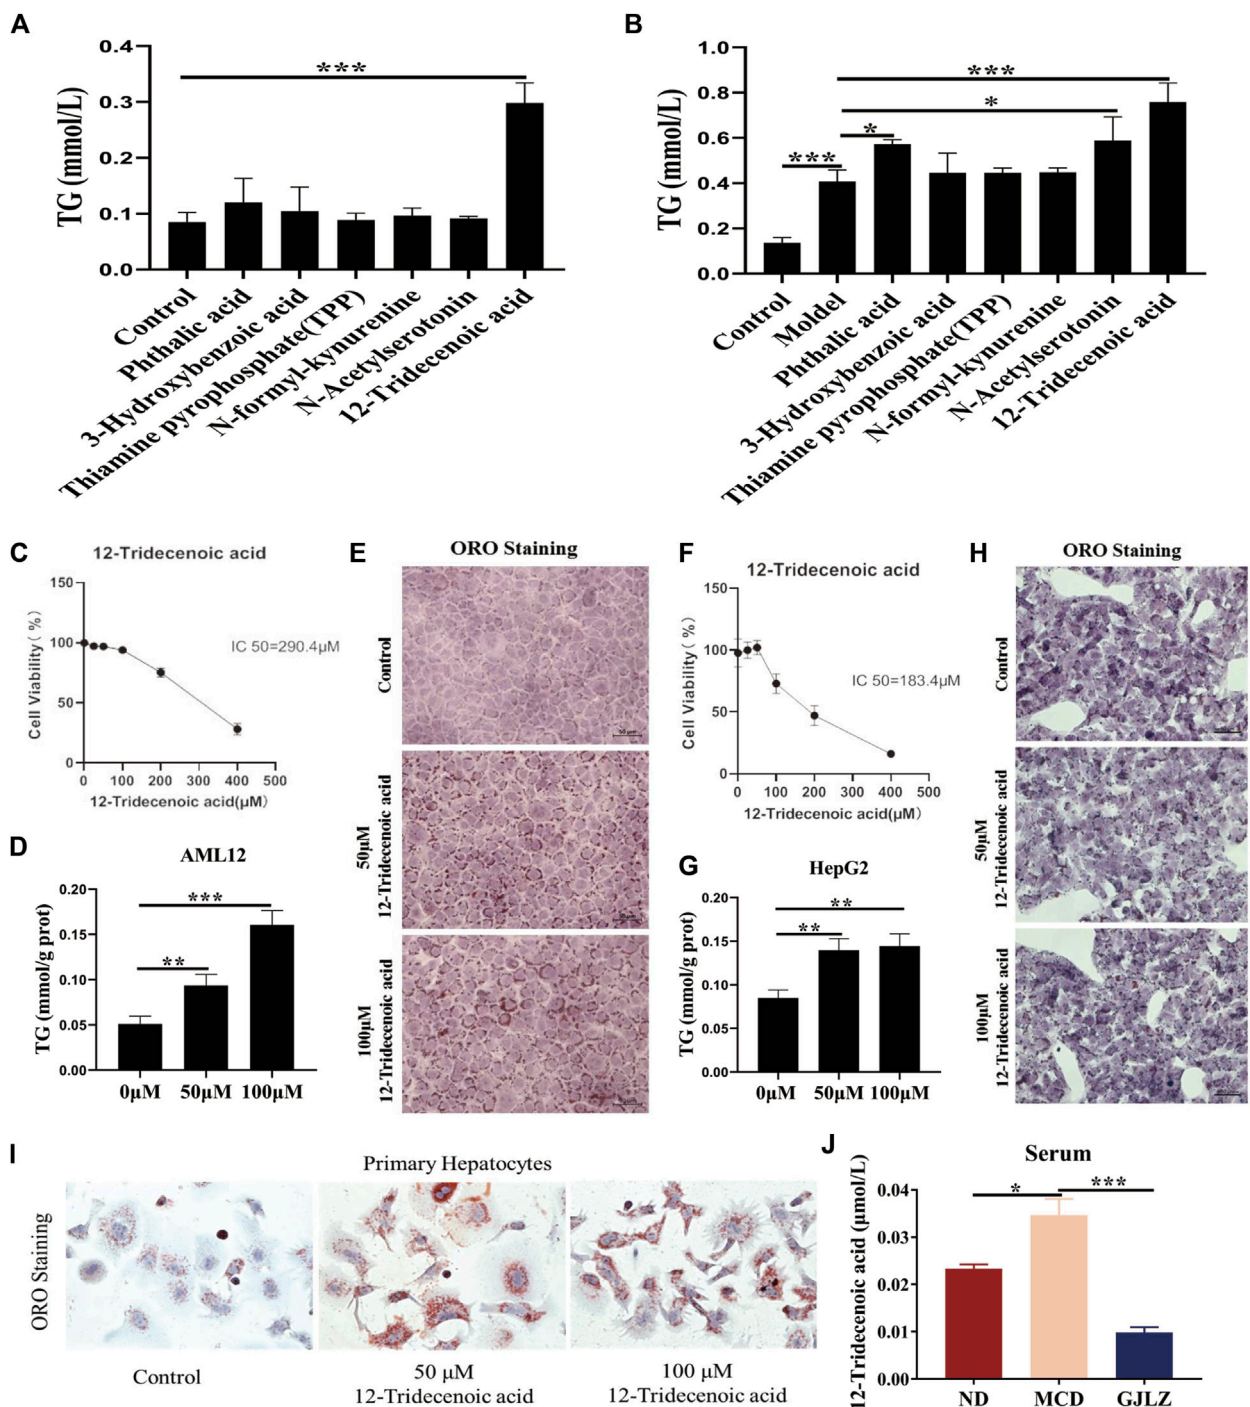 A
TG (mmol/L)
0.4
0.3
0.2
0.1
0.0
***
Control
Phthalic acid
3-Hydroxybenzoic acid
Thiamine pyrophosphate(TPP)
N-formyl-kynurenine
N-Acetylserotonin
12-Tridecenoic acid
B
TG (mmol/L)
1.0
0.8
0.6
0.4
0.2
0.0
***
*
*
***
Control
Moldel
Phthalic acid
3-Hydroxybenzoic acid
Thiamine pyrophosphate(TPP)
N-formyl-kynurenine
N-Acetylserotonin
12-Tridecenoic acid
C
12-Tridecenoic acid
Cell Viability( %)
150
100
50
0
IC 50=290.4μM
0 100 200 300 400 500
12-Tridecenoic acid(μM)
D
AML12
TG (mmol/g prot)
0.20
0.15
0.10
0.05
0.00
***
**
0μM 50μM 100μM
E
ORO Staining
Control
50μM
12-Tridecenoic acid
100μM
12-Tridecenoic acid
50 μm
F
12-Tridecenoic acid
Cell Viability( %)
150
100
50
0
IC 50=183.4μM
0 100 200 300 400 500
12-Tridecenoic acid(μM)
G
HepG2
TG (mmol/g prot)
0.20
0.15
0.10
0.05
0.00
**
**
0μM 50μM 100μM
H
ORO Staining
Control
50μM
12-Tridecenoic acid
100μM
12-Tridecenoic acid
I
Primary Hepatocytes
ORO Staining
Control
50 μM
12-Tridecenoic acid
100 μM
12-Tridecenoic acid
J
Serum
12-Tridecenoic acid (μmol/L)
0.04
0.03
0.02
0.01
0.00
*
***
ND MCD GJLZ